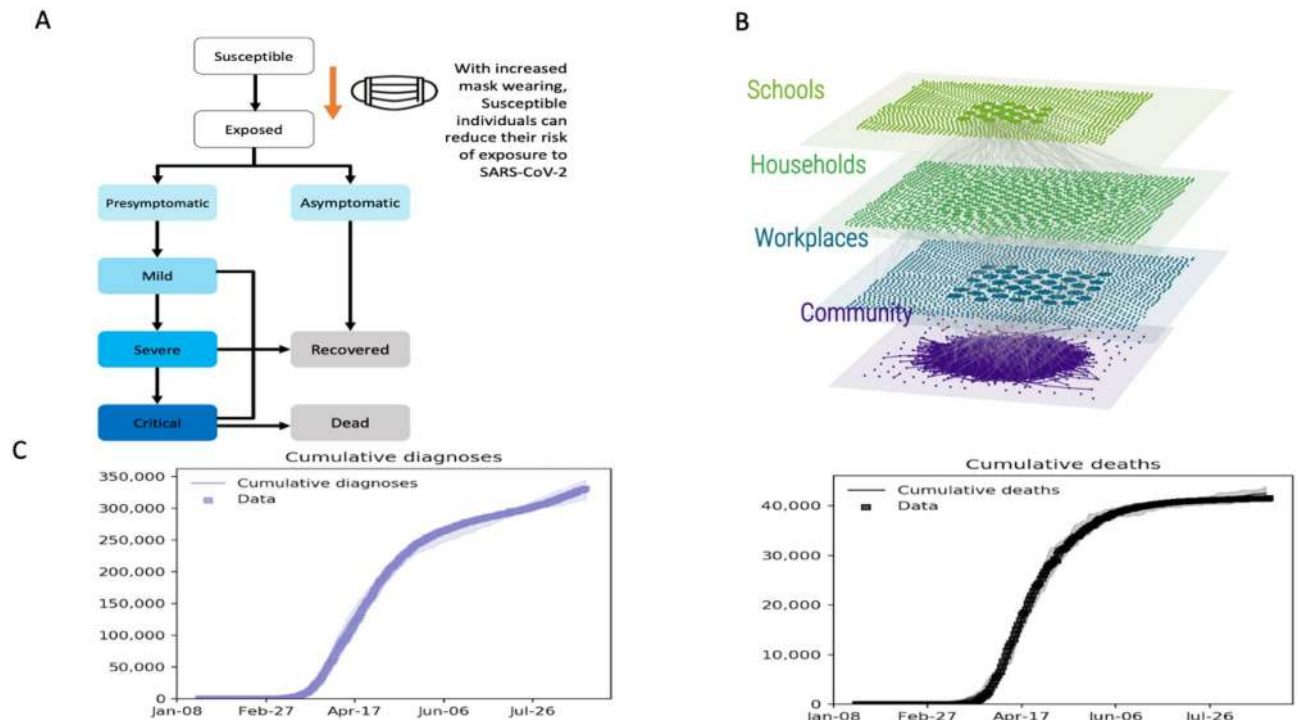 A
Susceptible
Exposed
With increased
mask wearing,
Susceptible
individuals can
reduce their risk
of exposure to
SARS-CoV-2
Presymptomatic
Asymptomatic
Mild
Severe
Recovered
Critical
Dead
B
Schools
Households
Workplaces
Community
C
Cumulative diagnoses
Cumulative diagnoses
Data
350,000
300,000
250,000
200,000
150,000
100,000
50,000
0
Jan-08
Feb-27
Apr-17
Jun-06
Jul-26
Cumulative deaths
Cumulative deaths
Data
40,000
30,000
20,000
10,000
0
Jan-08
Feb-27
Apr-17
Jun-06
Jul-26